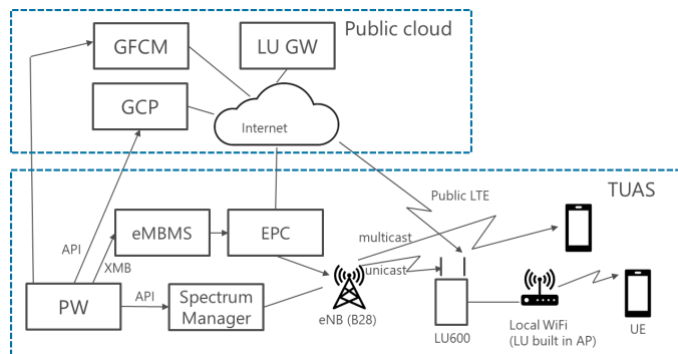 Public cloud
GFCM
LU GW
GCP
Internet
TUAS
Public LTE
multicast
unicast
API
XMB
eMBMS
EPC
PW
API
Spectrum
Manager
eNB (B28)
LU600
Local WiFi
(LU built in AP)
UE